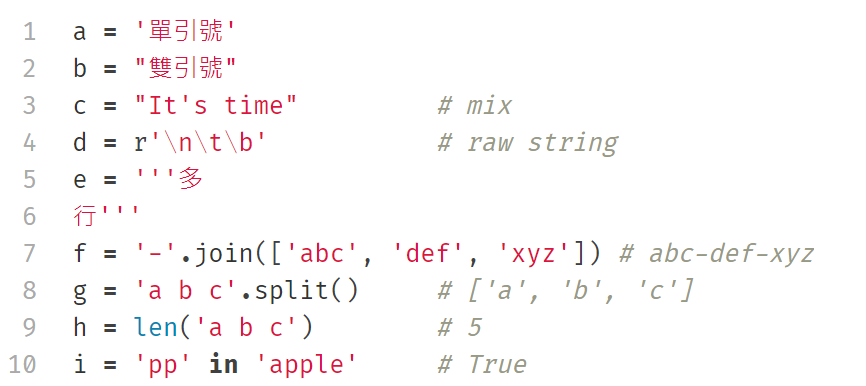 1 a = '單引號'
2 b = "雙引號"
3 c = "It's time" # mix
4 d = r'\n\t\b' # raw string
5 e = '''多
6 行'''
7 f = '-'.join(['abc', 'def', 'xyz']) # abc-def-xyz
8 g = 'a b c'.split() # ['a', 'b', 'c']
9 h = len('a b c') # 5
10 i = 'pp' in 'apple' # True